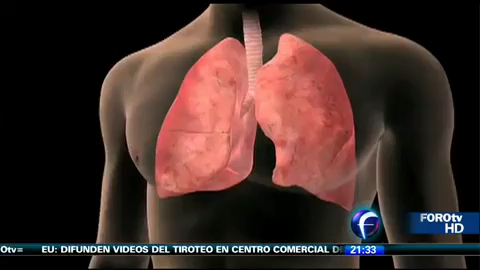 FOROtv
HD
Otv= EU: DIFUNDEN VIDEOS DEL TIROTEO EN CENTRO COMERCIAL D 21:33